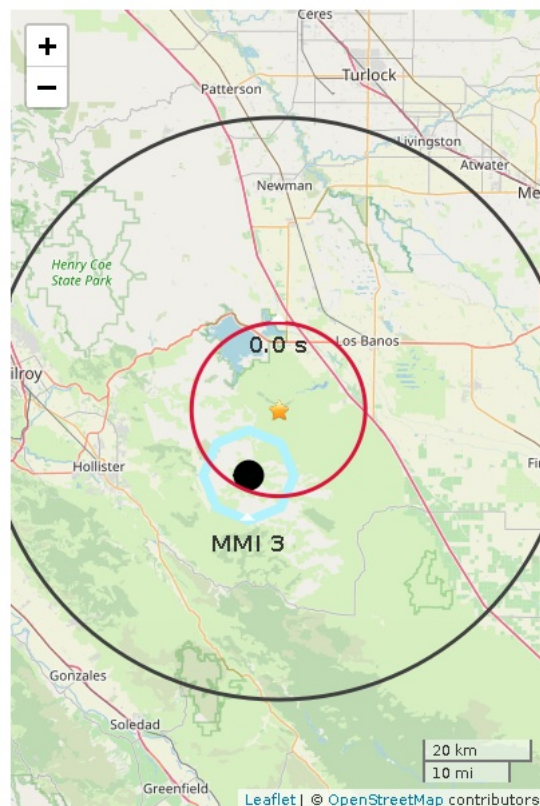 +
Ceres
Turlock
−
Patterson
Livingston
Atwater
Newman
Me
Henry Coe
State Park
0.0 s
Los Banos
ilroy
Hollister
Fir
MMI 3
Gonzales
Soledad
20 km
10 mi
Greenfield
Leaflet | © OpenStreetMap contributors